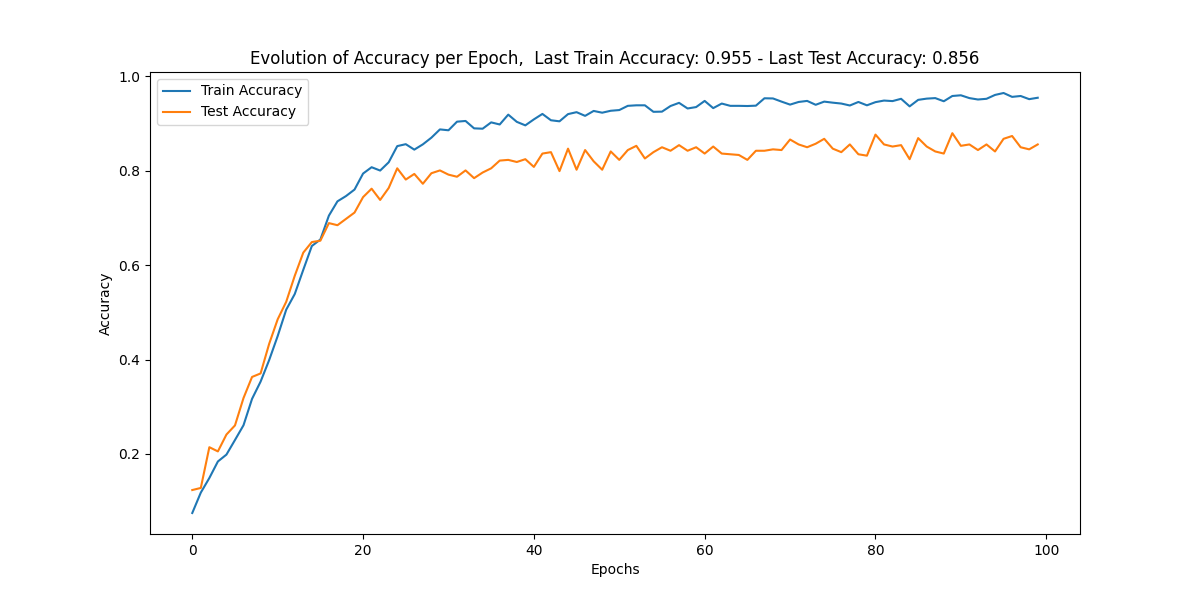 Evolution of Accuracy per Epoch,  Last Train Accuracy: 0.955 - Last Test Accuracy: 0.856
Train Accuracy
Test Accuracy
1.0
0.8
0.6
0.4
0.2
Accuracy
0 20 40 60 80 100
Epochs